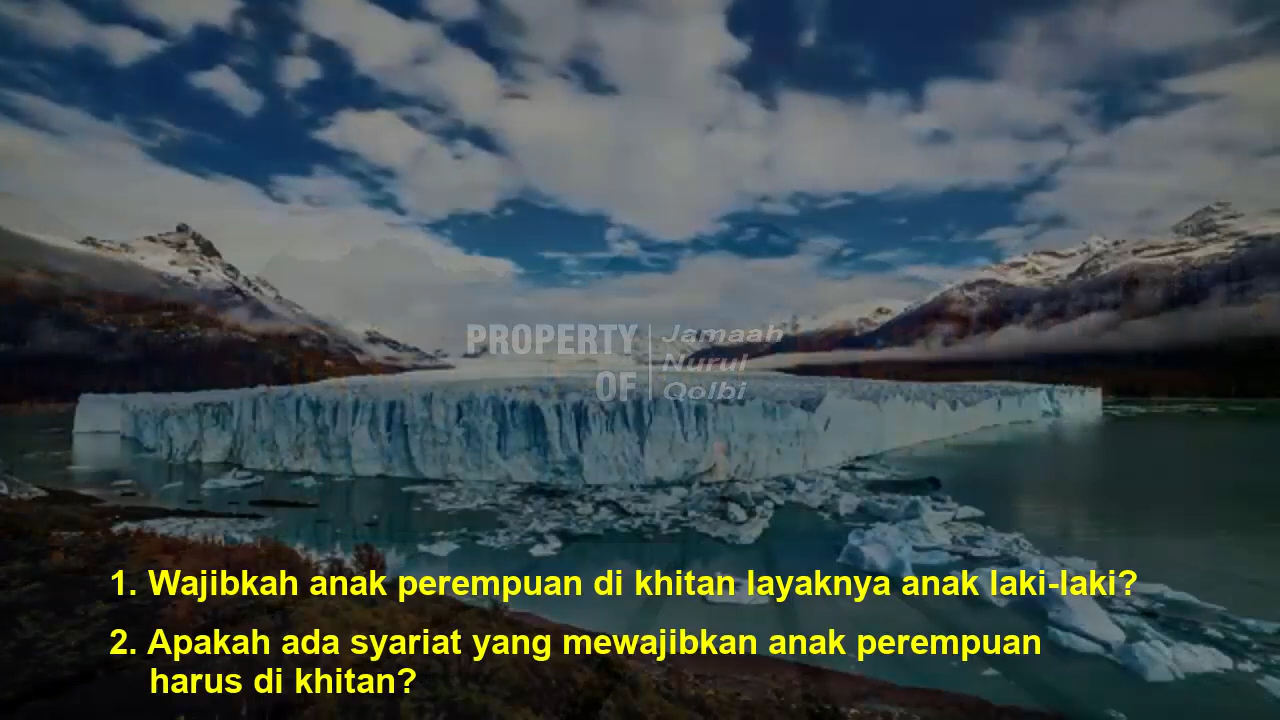 PROPERTY
OF
Jamaah
Nurul
Qolbi
1. Wajibkah anak perempuan di khitan layaknya anak laki-laki?
2. Apakah ada syariat yang mewajibkan anak perempuan
harus di khitan?